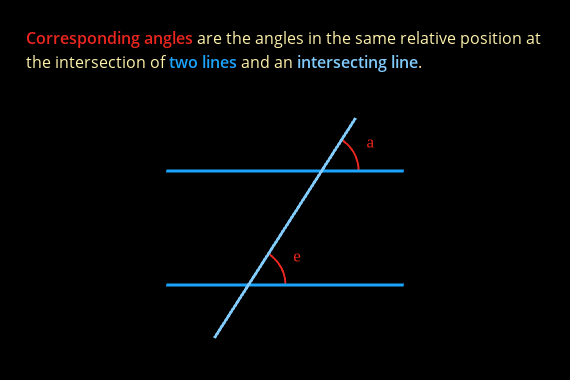 Corresponding angles are the angles in the same relative position at
the intersection of two lines and an intersecting line.
a
e